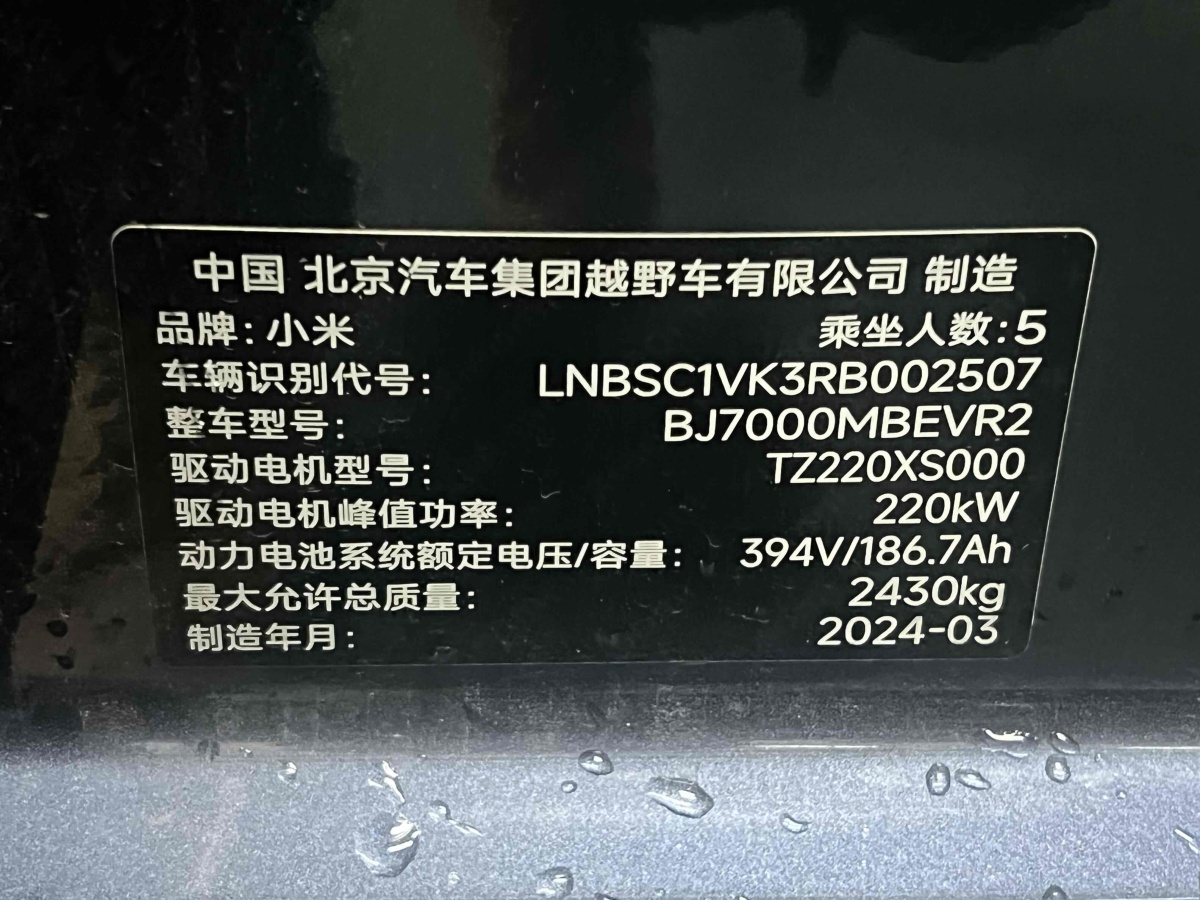 中国 北京汽车集团越野车有限公司 制造
品牌: 小米 乘坐人数: 5
车辆识别代号: LNBSC1VK3RB002507
整车型号: BJ7000MBEVR2
驱动电机型号: TZ220XS000
驱动电机峰值功率: 220kW
动力电池系统额定电压/容量: 394V/186.7Ah
最大允许总质量: 2430kg
制造年月: 2024-03